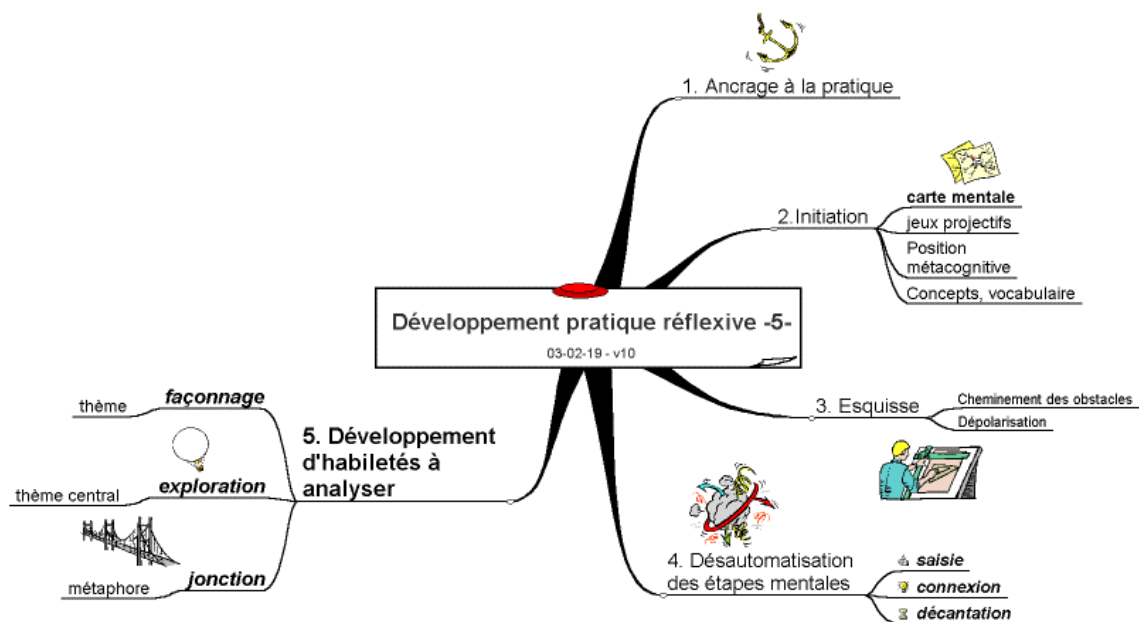 Développement pratique réflexive -5-
03-02-19 - v10
1. Ancrage à la pratique
2.Initiation
carte mentale
jeux projectifs
Position
métacognitive
Concepts, vocabulaire
3. Esquisse
Cheminement des obstacles
Dépolarisation
4. Désautomatisation
des étapes mentales
saisie
connexion
décantation
5. Développement
d'habiletés à
analyser
façonnage
thème
exploration
thème central
jonction
métaphore